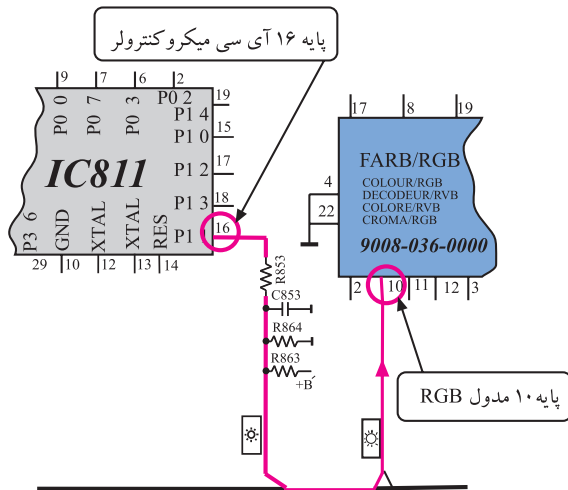 پایه ۱۶ آی سی میکروکنترولر
9 7 6 2
P0 0 P0 7 P0 3 P0 2
19
P1 4
15
P1 0
17
P1 2
18
P1 3
16
P1 1
IC811
P3 6 GND XTAL XTAL RES
29 10 12 13 14
R853
C853
R864
R863
+B´
17 8 19
4
22
FARB/RGB
COLOUR/RGB
DECODEUR/RVB
COLORE/VB
CROMA/RGB
9008-036-0000
2 10 11 12 3
پایه ۱۰ مدول RGB